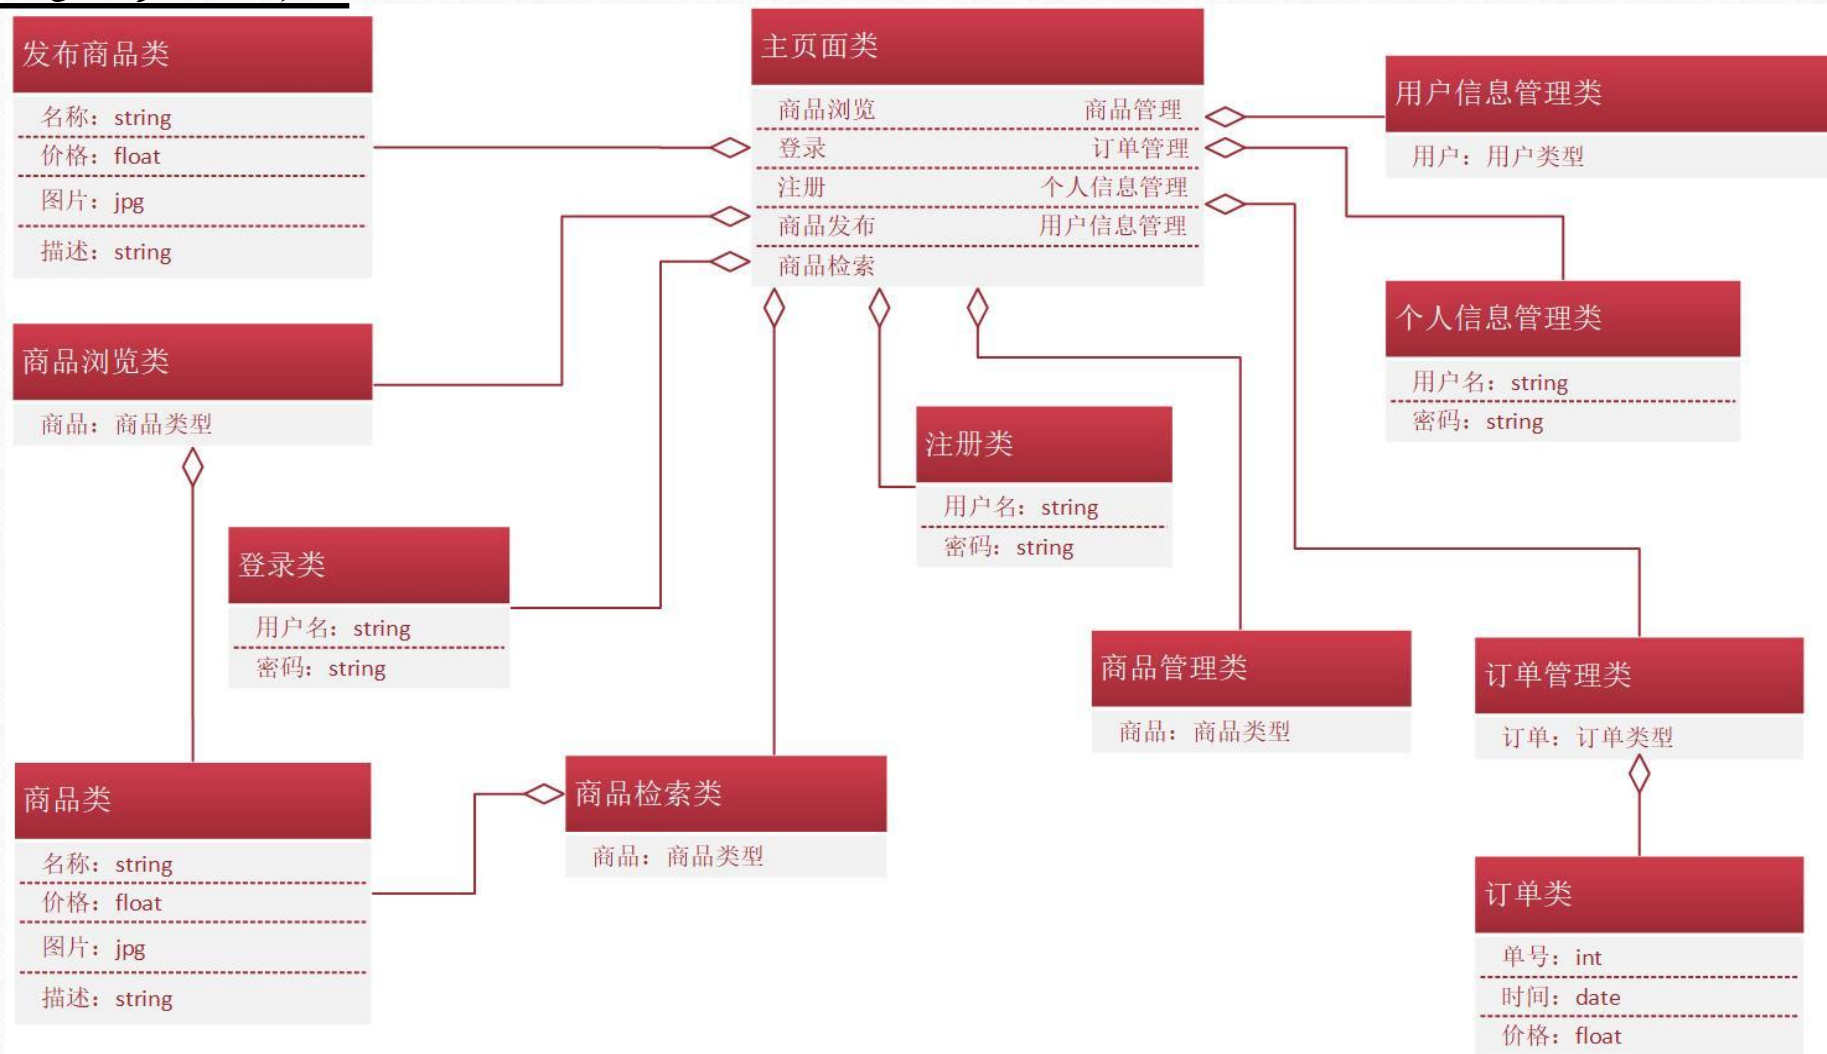 发布商品类
名称：string
价格：float
图片：jpg
描述：string
主页面类
商品浏览 商品管理
登录 订单管理
注册 个人信息管理
商品发布 用户信息管理
商品检索
用户信息管理类
用户：用户类型
个人信息管理类
用户名：string
密码：string
商品浏览类
商品：商品类型
注册类
用户名：string
密码：string
登录类
用户名：string
密码：string
商品管理类
商品：商品类型
订单管理类
订单：订单类型
商品类
名称：string
价格：float
图片：jpg
描述：string
商品检索类
商品：商品类型
订单类
单号：int
时间：date
价格：float